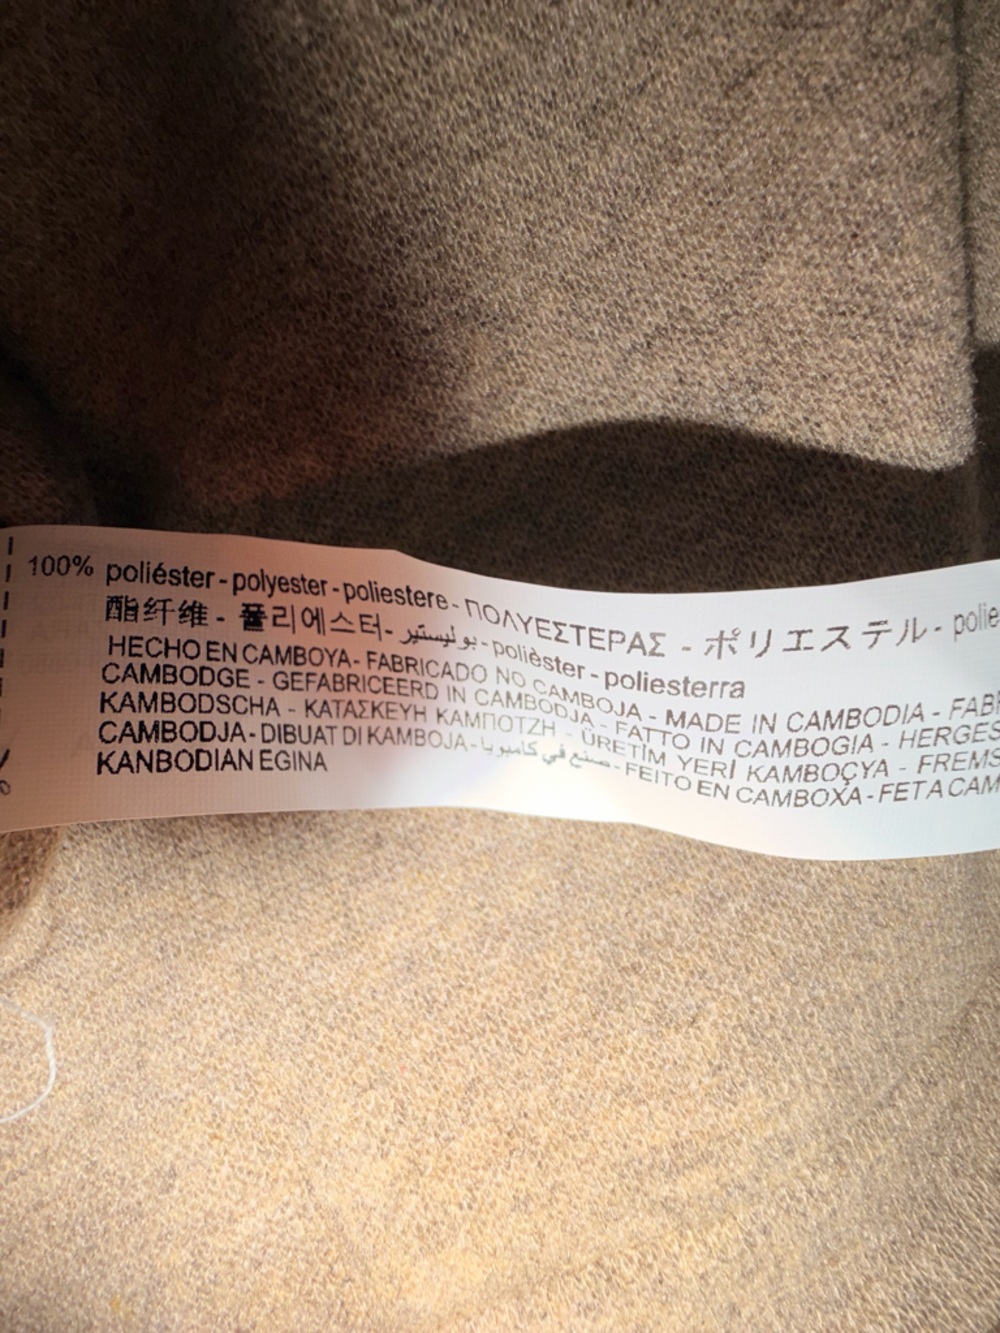 100% poliéster - polyester - poliestere - ΠΟΛΥΕΣΤΕΡΑΣ - ポリエステル - polie
酯纤维 - 폴리에스터 - بوليستير - polièster - poliesterra
HECHO EN CAMBOYA - FABRICADO NO CAMBOJA - MADE IN CAMBODIA - FAB
CAMBODGE - GEFABRICEERD IN CAMBODJA - FATTO IN CAMBOGIA - HERGES
KAMBODSCHA - ΚΑΤΑΣΚΕΥΗ ΚΑΜΠΟΤΖΗ - ÜRETİM YERİ KAMBOÇYA - FREMS
CAMBODJA - DIBUAT DI KAMBOJA - صنع في كامبوديا - FEITO EN CAMBOXA - FET A CAM
KANBODIAN EGINA